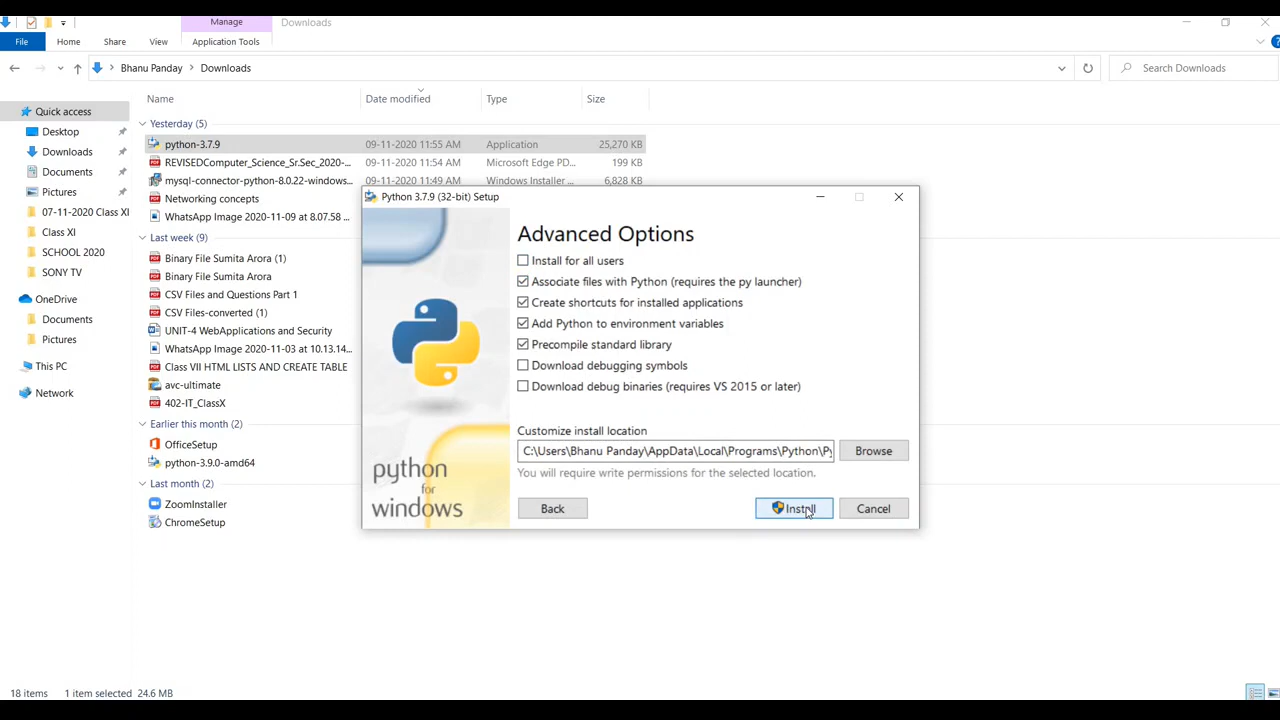 Manage
Downloads
File
Home
Share
View
Application Tools
Bhanu Panday
Downloads
Search Downloads
Name
Date modified
Type
Size
Quick access
Desktop
Downloads
Documents
Pictures
07-11-2020 Class XI
Class XI
SCHOOL 2020
SONY TV
OneDrive
Documents
Pictures
This PC
Network
Yesterday (5)
python-3.7.9 09-11-2020 11:55 AM Application 25,270 KB
REVISEDComputer_Science_Sr.Sec_2020-... 09-11-2020 11:54 AM Microsoft Edge PD... 199 KB
mysql-connector-python-8.0.22-windows... 09-11-2020 11:49 AM Windows Installer ... 6,828 KB
Networking concepts
WhatsApp Image 2020-11-09 at 8.07.58 ...
Last week (9)
Binary File Sumita Arora (1)
Binary File Sumita Arora
CSV Files and Questions Part 1
CSV Files-converted (1)
UNIT-4 WebApplications and Security
WhatsApp Image 2020-11-03 at 10.13.14...
Class VII HTML LISTS AND CREATE TABLE
avc-ultimate
402-IT_ClassX
Earlier this month (2)
OfficeSetup
python-3.9.0-amd64
Last month (2)
ZoomInstaller
ChromeSetup
Python 3.7.9 (32-bit) Setup
Advanced Options
Install for all users
Associate files with Python (requires the py launcher)
Create shortcuts for installed applications
Add Python to environment variables
Precompile standard library
Download debugging symbols
Download debug binaries (requires VS 2015 or later)
Customize install location
C:\Users\Bhanu Panday\AppData\Local\Programs\Python\Py
Browse
You will require write permissions for the selected location.
python
for
windows
Back
Install
Cancel
18 items 1 item selected 24.6 MB